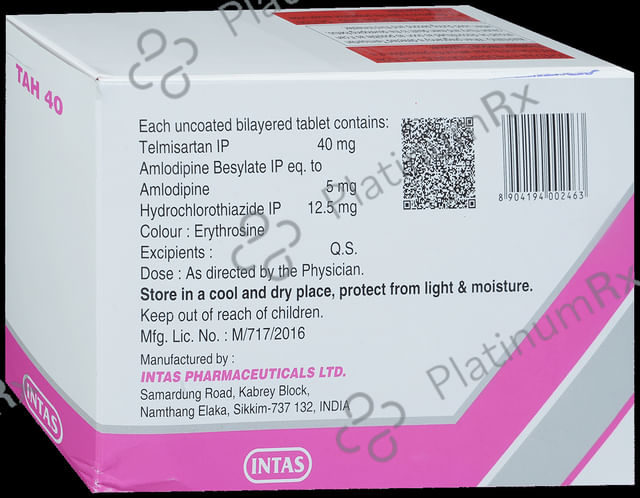 TAH 40
Each uncoated bilayered tablet contains:
Telmisartan IP 40 mg
Amlodipine Besylate IP eq. to
Amlodipine 5 mg
Hydrochlorothiazide IP 12.5 mg
Colour : Erythrosine
Excipients : Q.S.
Dose : As directed by the Physician.
Store in a cool and dry place, protect from light & moisture.
Keep out of reach of children.
Mfg. Lic. No. : M/717/2016
Manufactured by :
INTAS PHARMACEUTICALS LTD.
Samardung Road, Kabrey Block,
Namthang Elaka, Sikkim-737 132, INDIA
8 904194 002463
INTAS
INTAS
PlatinumRx
PlatinumRx
PlatinumRx
PlatinumRx